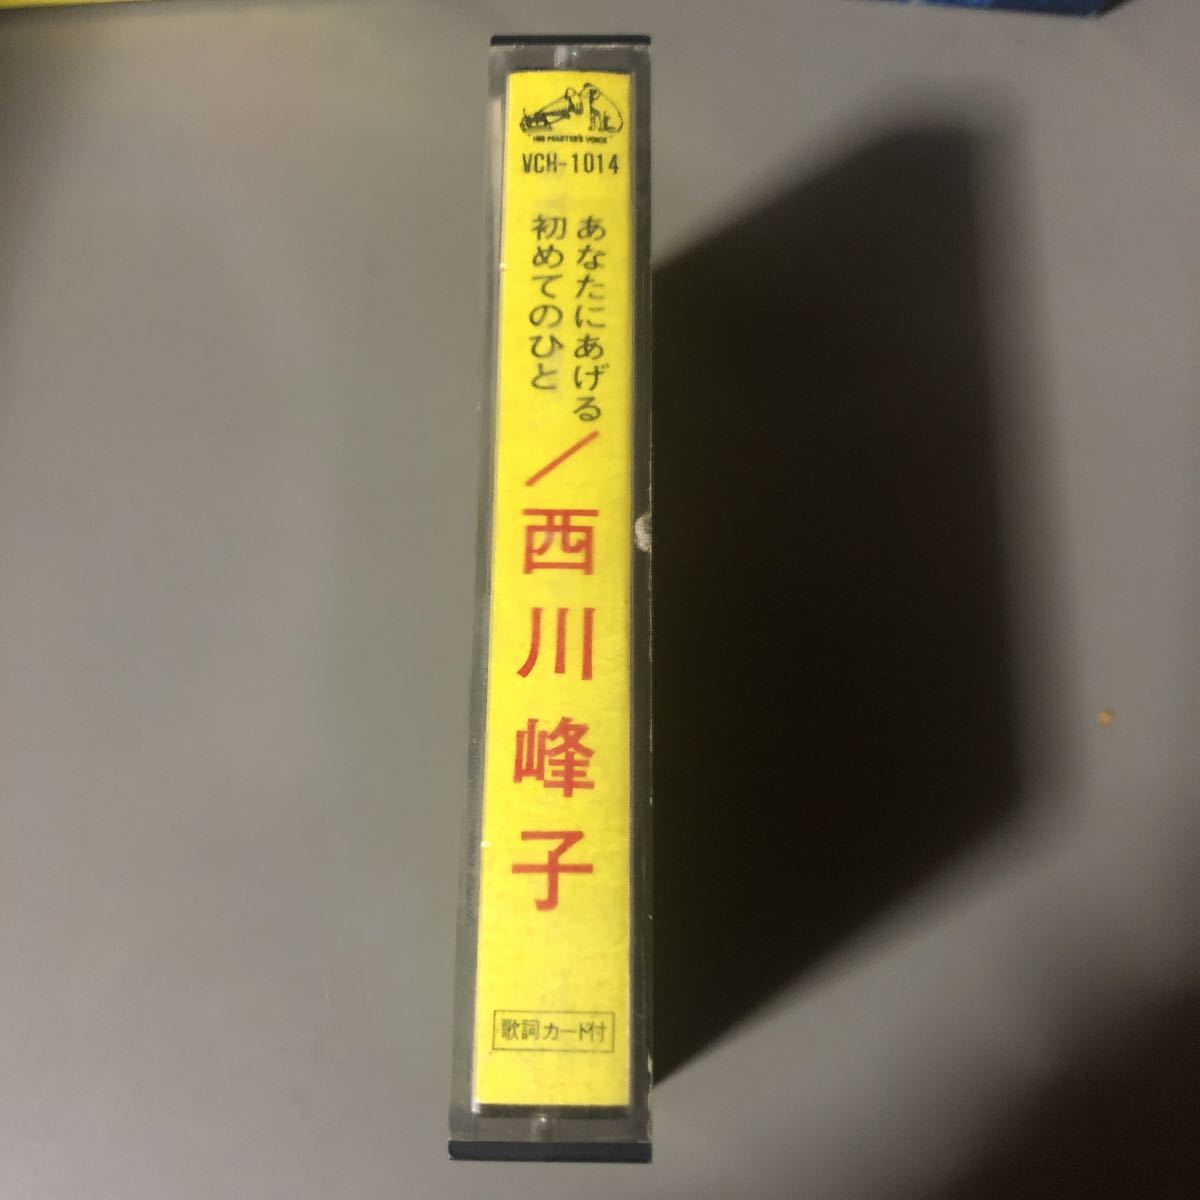 HIS MASTER'S VOICE
VCH-1014
あなたにあげる
初めてのひと
／西川峰子
歌詞カード付